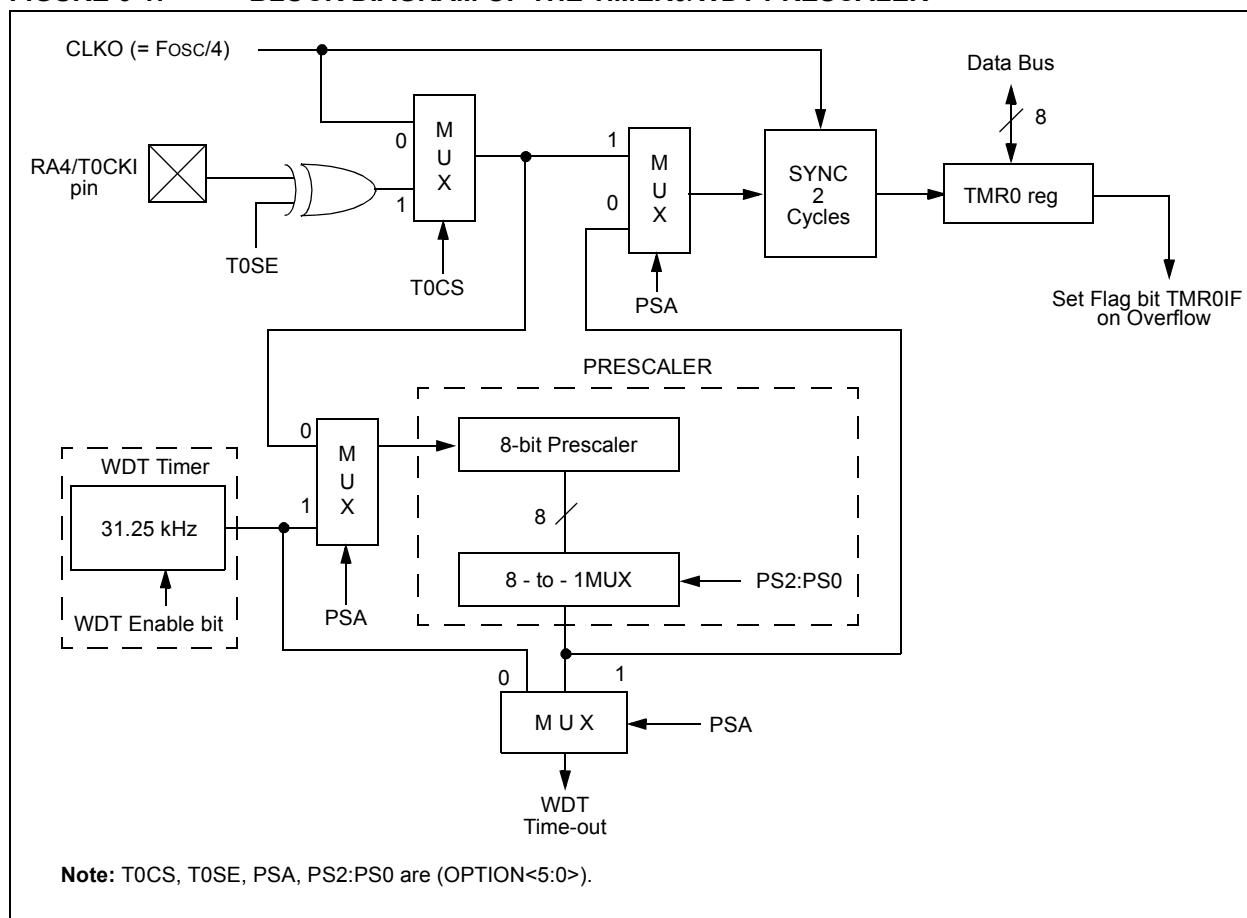 CLKO (= FOSC/4)
Data Bus
8
M
U
X
0
1
RA4/T0CKI
pin
T0SE
T0CS
1
0
M
U
X
PSA
SYNC
2
Cycles
TMR0 reg
Set Flag bit TMR0IF
on Overflow
PRESCALER
0
1
M
U
X
PSA
WDT Timer
31.25 kHz
WDT Enable bit
8-bit Prescaler
8
8 - to - 1MUX
PS2:PS0
0
1
M U X
PSA
WDT
Time-out
Note: T0CS, T0SE, PSA, PS2:PS0 are (OPTION<5:0>).